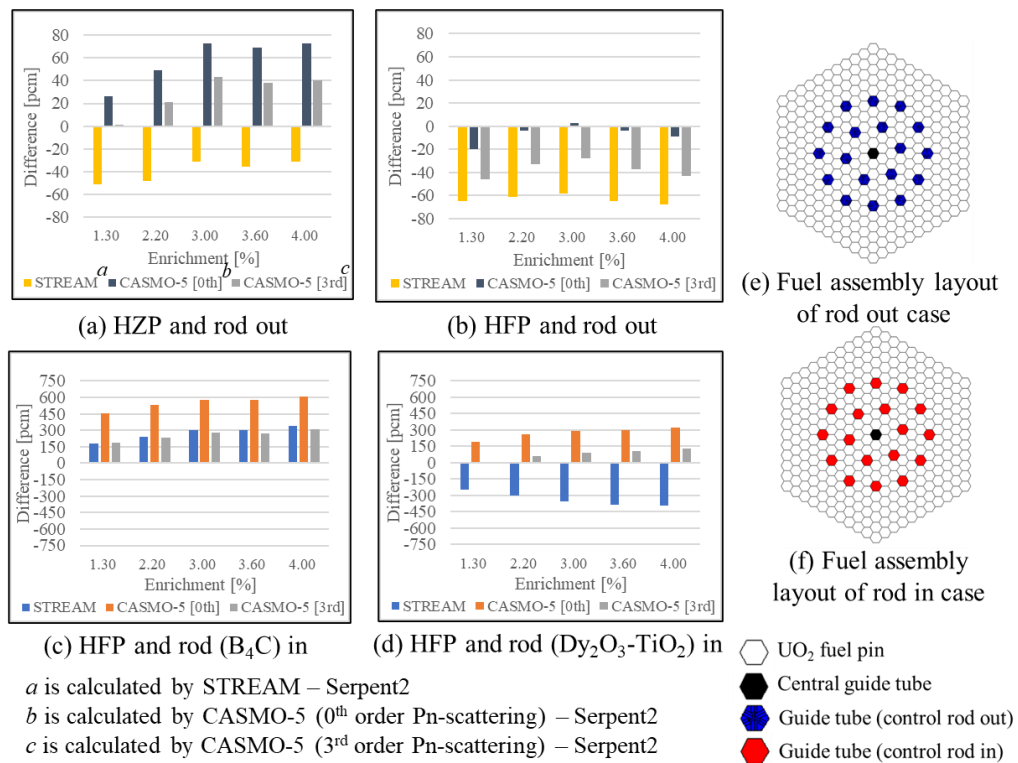 80
60
40
20
0
-20
-40
-60
-80
Difference [pcm]
1.30 2.20 3.00 3.60 4.00
Enrichment [%]
a b c
STREAM CASMO-5 [0th] CASMO-5 [3rd]
(a) HZP and rod out
80
60
40
20
0
-20
-40
-60
-80
Difference [pcm]
1.30 2.20 3.00 3.60 4.00
Enrichment [%]
STREAM CASMO-5 [0th] CASMO-5 [3rd]
(b) HFP and rod out
(e) Fuel assembly layout
of rod out case
750
600
450
300
150
0
-150
-300
-450
-600
-750
Difference [pcm]
1.30 2.20 3.00 3.60 4.00
Enrichment [%]
STREAM CASMO-5 [0th] CASMO-5 [3rd]
(c) HFP and rod (B₄C) in
750
600
450
300
150
0
-150
-300
-450
-600
-750
Difference [pcm]
1.30 2.20 3.00 3.60 4.00
Enrichment [%]
STREAM CASMO-5 [0th] CASMO-5 [3rd]
(d) HFP and rod (Dy₂O₃-TiO₂) in
(f) Fuel assembly
layout of rod in case
a is calculated by STREAM – Serpent2
b is calculated by CASMO-5 (0th order Pn-scattering) – Serpent2
c is calculated by CASMO-5 (3rd order Pn-scattering) – Serpent2
UO₂ fuel pin
Central guide tube
Guide tube (control rod out)
Guide tube (control rod in)